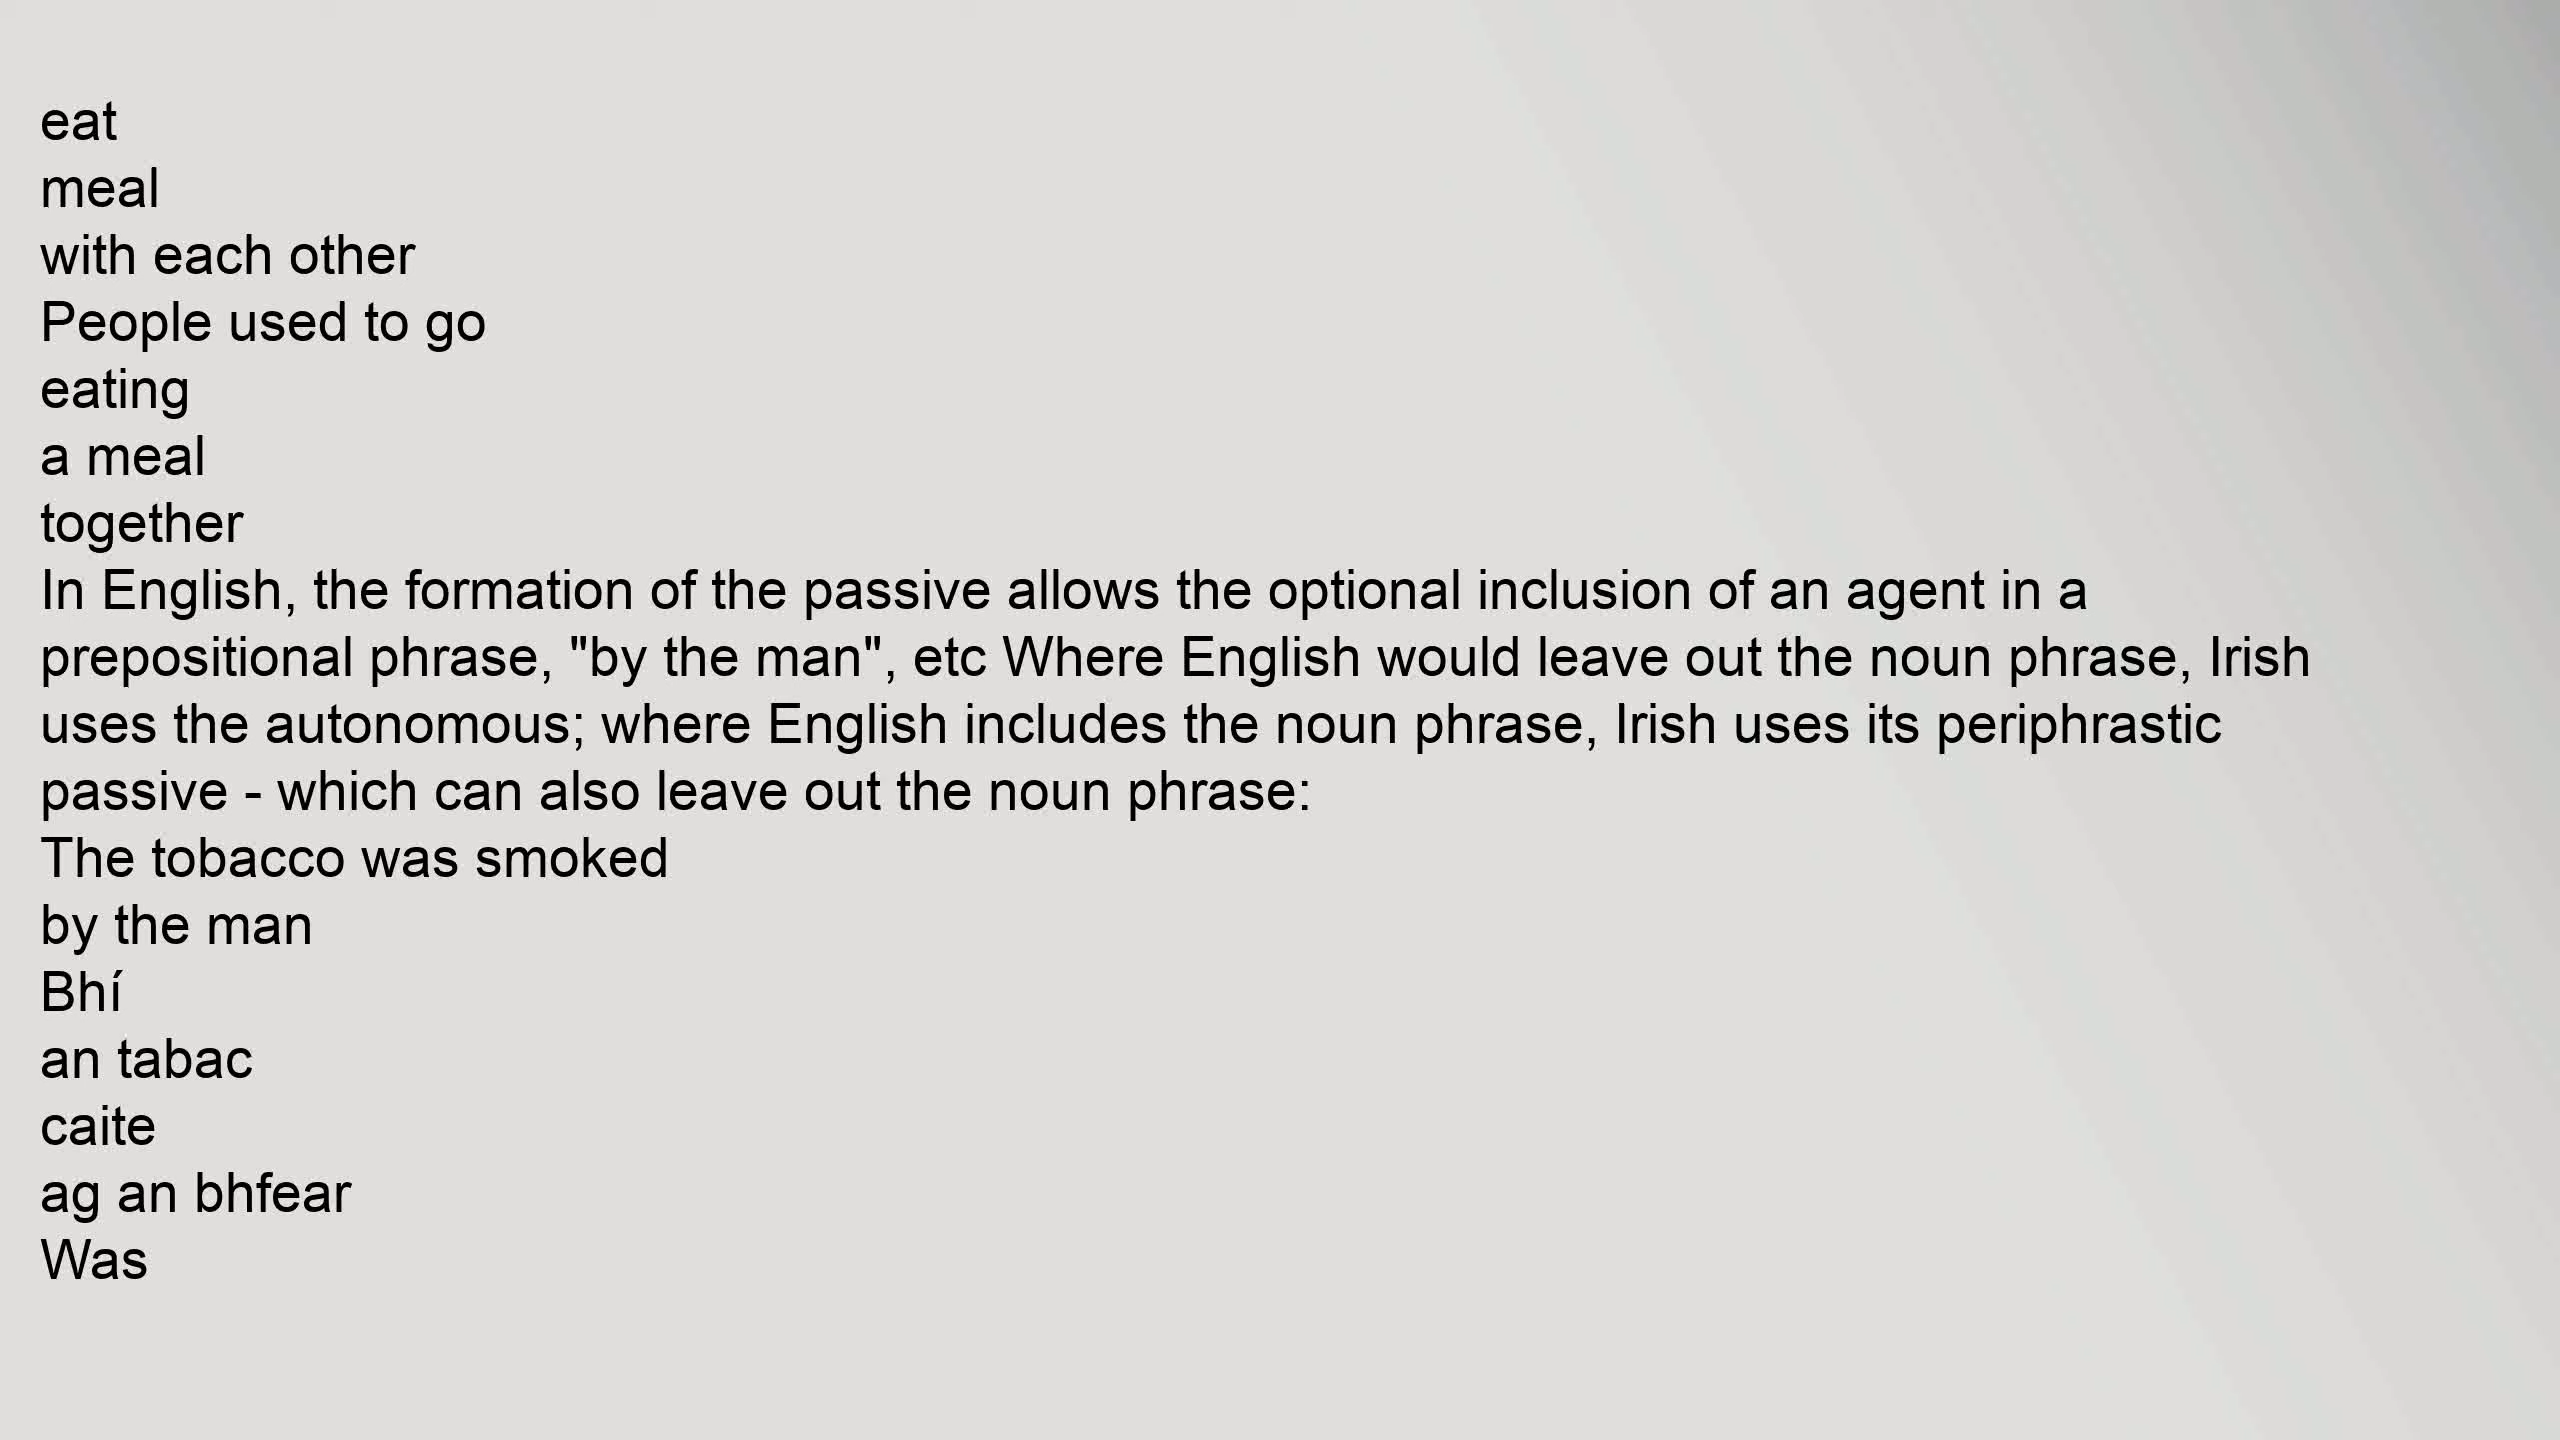 eat
meal
with each other
People used to go
eating
a meal
together
In English, the formation of the passive allows the optional inclusion of an agent in a
prepositional phrase, "by the man", etc Where English would leave out the noun phrase, Irish
uses the autonomous; where English includes the noun phrase, Irish uses its periphrastic
passive - which can also leave out the noun phrase:
The tobacco was smoked
by the man
Bhí
an tabac
caite
ag an bhfear
Was